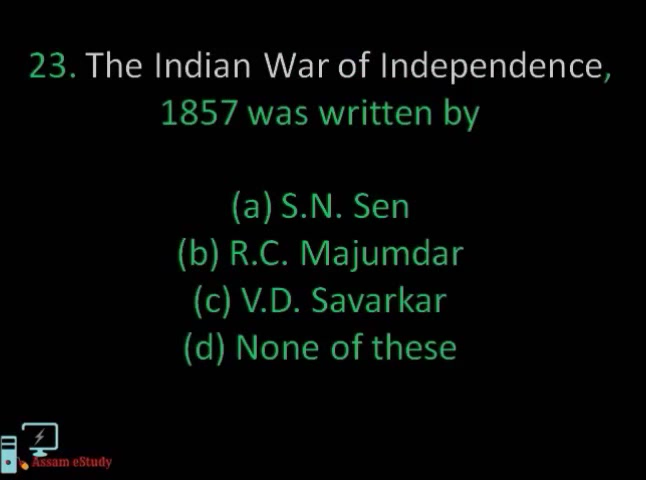 23. The Indian War of Independence,
1857 was written by
(a) S.N. Sen
(b) R.C. Majumdar
(c) V.D. Savarkar
(d) None of these
Assam eStudy